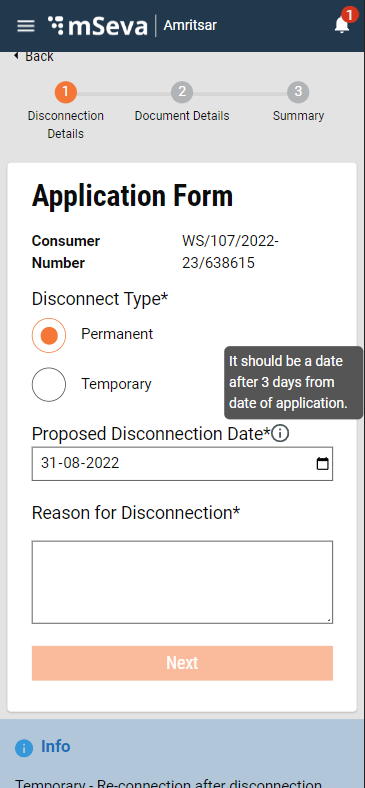 mSeva Amritsar 1
Back
1 2 3
Disconnection Details Document Details Summary
Application Form
Consumer Number WS/107/2022-23/638615
Disconnect Type*
Permanent
Temporary
It should be a date
after 3 days from
date of application.
Proposed Disconnection Date*
31-08-2022
Reason for Disconnection*
Next
Info
Temporary - Re-connection after disconnection